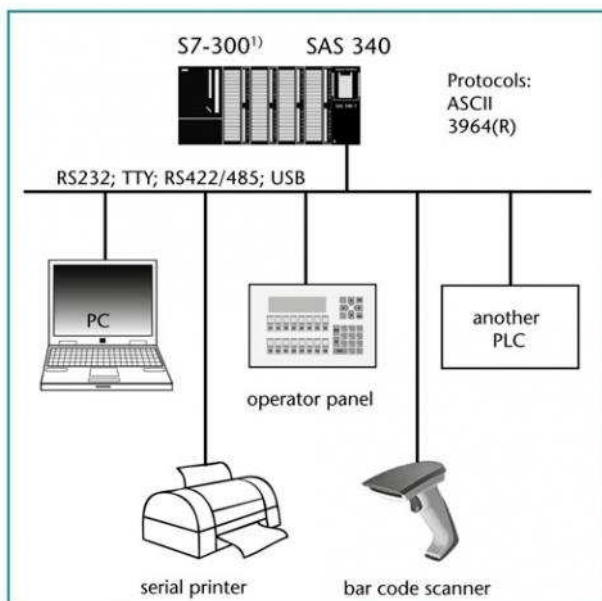 S7-300¹⁾ SAS 340
Protocols:
ASCII
3964(R)
RS232; TTY; RS422/485; USB
PC
operator panel
another
PLC
serial printer
bar code scanner